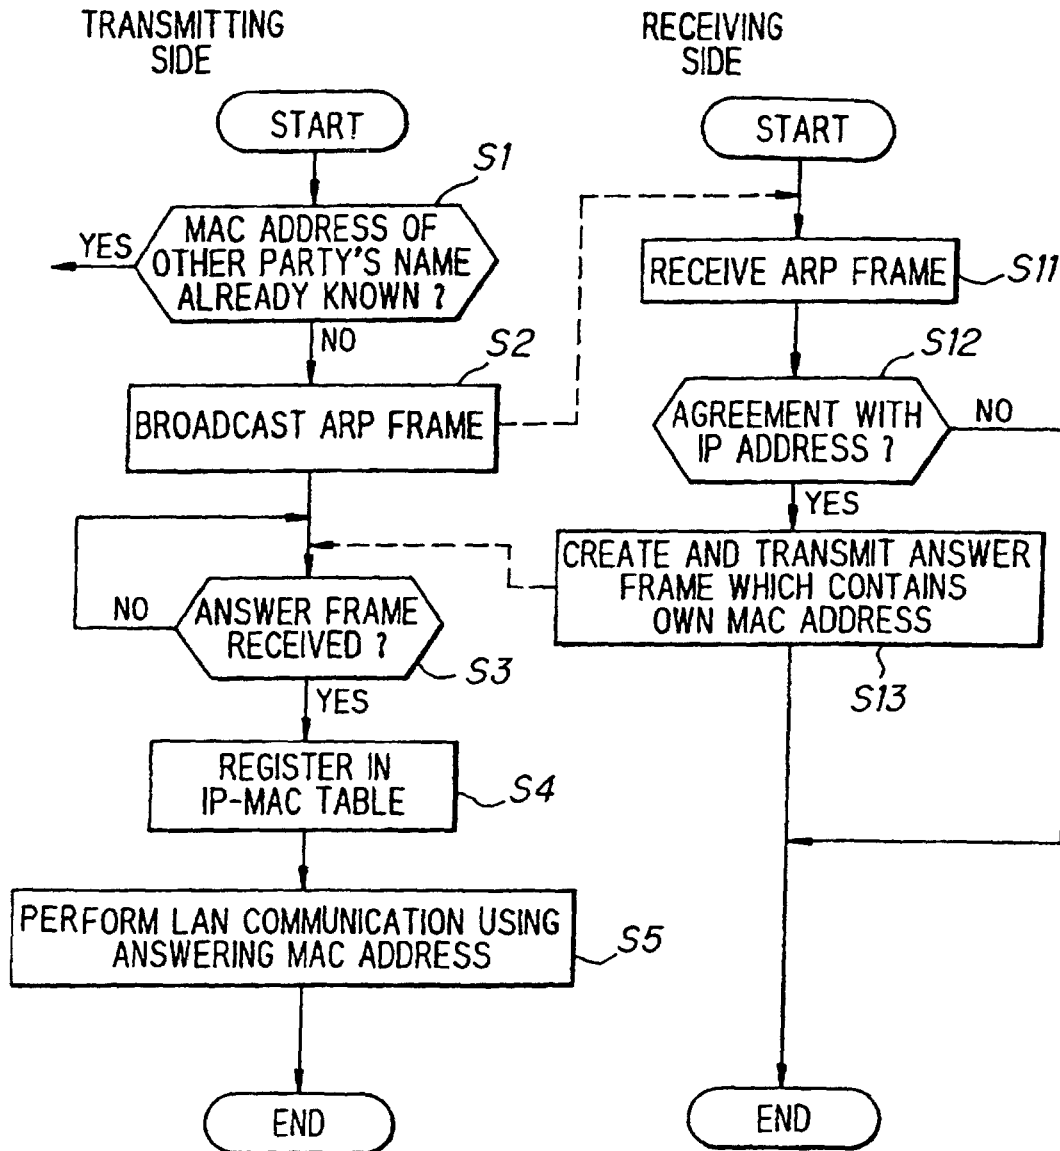 TRANSMITTING
SIDE
START
S1
MAC ADDRESS OF
OTHER PARTY'S NAME
ALREADY KNOWN ?
YES
NO
S2
BROADCAST ARP FRAME
NO
ANSWER FRAME
RECEIVED ?
S3
YES
REGISTER IN
IP-MAC TABLE
S4
PERFORM LAN COMMUNICATION USING
ANSWERING MAC ADDRESS
S5
END
RECEIVING
SIDE
START
RECEIVE ARP FRAME
S11
S12
AGREEMENT WITH
IP ADDRESS ?
NO
YES
CREATE AND TRANSMIT ANSWER
FRAME WHICH CONTAINS
OWN MAC ADDRESS
S13
END